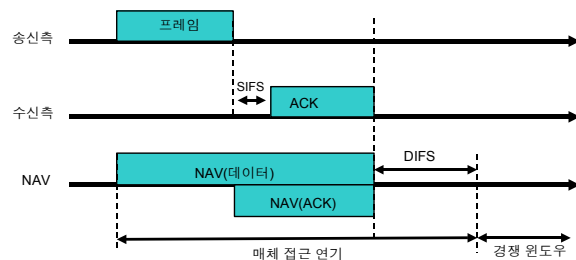 송신측
프레임
SIFS
수신측
ACK
DIFS
NAV
NAV(데이터)
NAV(ACK)
매체 접근 연기
경쟁 윈도우